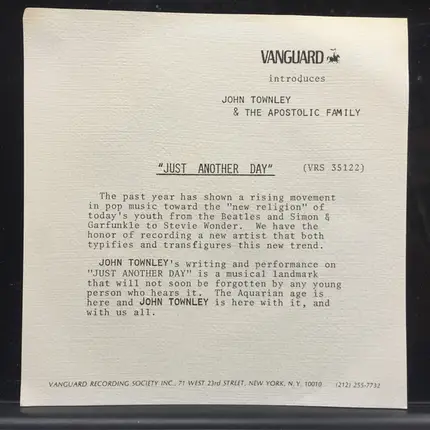 VANGUARD
introduces
JOHN TOWNLEY
& THE APOSTOLIC FAMILY
"JUST ANOTHER DAY" (VRS 35122)
The past year has shown a rising movement
in pop music toward the "new religion" of
today's youth from the Beatles and Simon &
Garfunkle to Stevie Wonder. We have the
honor of recording a new artist that both
typifies and transfigures this new trend.
JOHN TOWNLEY's writing and performance on
"JUST ANOTHER DAY" is a musical landmark
that will not soon be forgotten by any young
person who hears it. The Aquarian age is
here and JOHN TOWNLEY is here with it, and
with us all.
VANGUARD RECORDING SOCIETY INC., 71 WEST 23rd STREET, NEW YORK, N.Y. 10010 (212) 255-7732